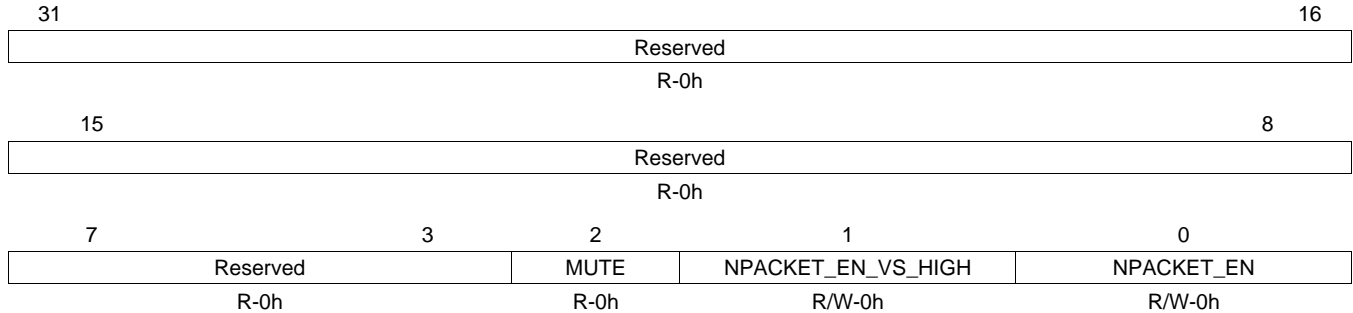 31 16
Reserved
R-0h
15 8
Reserved
R-0h
7 3 2 1 0
Reserved MUTE NPACKET_EN_VS_HIGH NPACKET_EN
R-0h R-0h R/W-0h R/W-0h